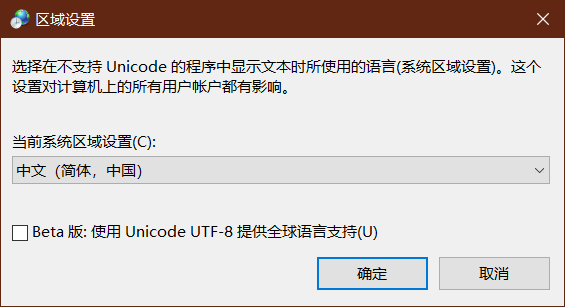 区域设置
选择在不支持 Unicode 的程序中显示文本时所使用的语言(系统区域设置)。这个
设置对计算机上的所有用户帐户都有影响。
当前系统区域设置(C):
中文（简体，中国）
Beta 版: 使用 Unicode UTF-8 提供全球语言支持(U)
确定
取消